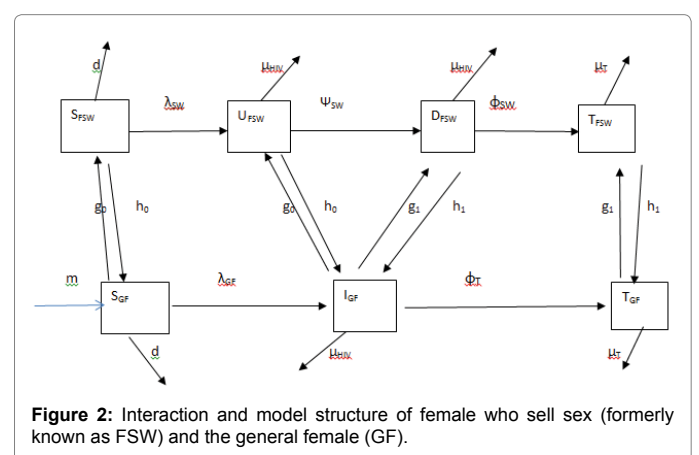 d
μHIV
μHIV
μT
λSW
ΨSW
ϕSW
SFSW
UFSW
DFSW
TFSW
g0
h0
g0
h0
g1
h1
g1
h1
m
SGF
λGF
IGF
ϕT
TGF
d
μHIV
μT
Figure 2: Interaction and model structure of female who sell sex (formerly
known as FSW) and the general female (GF).